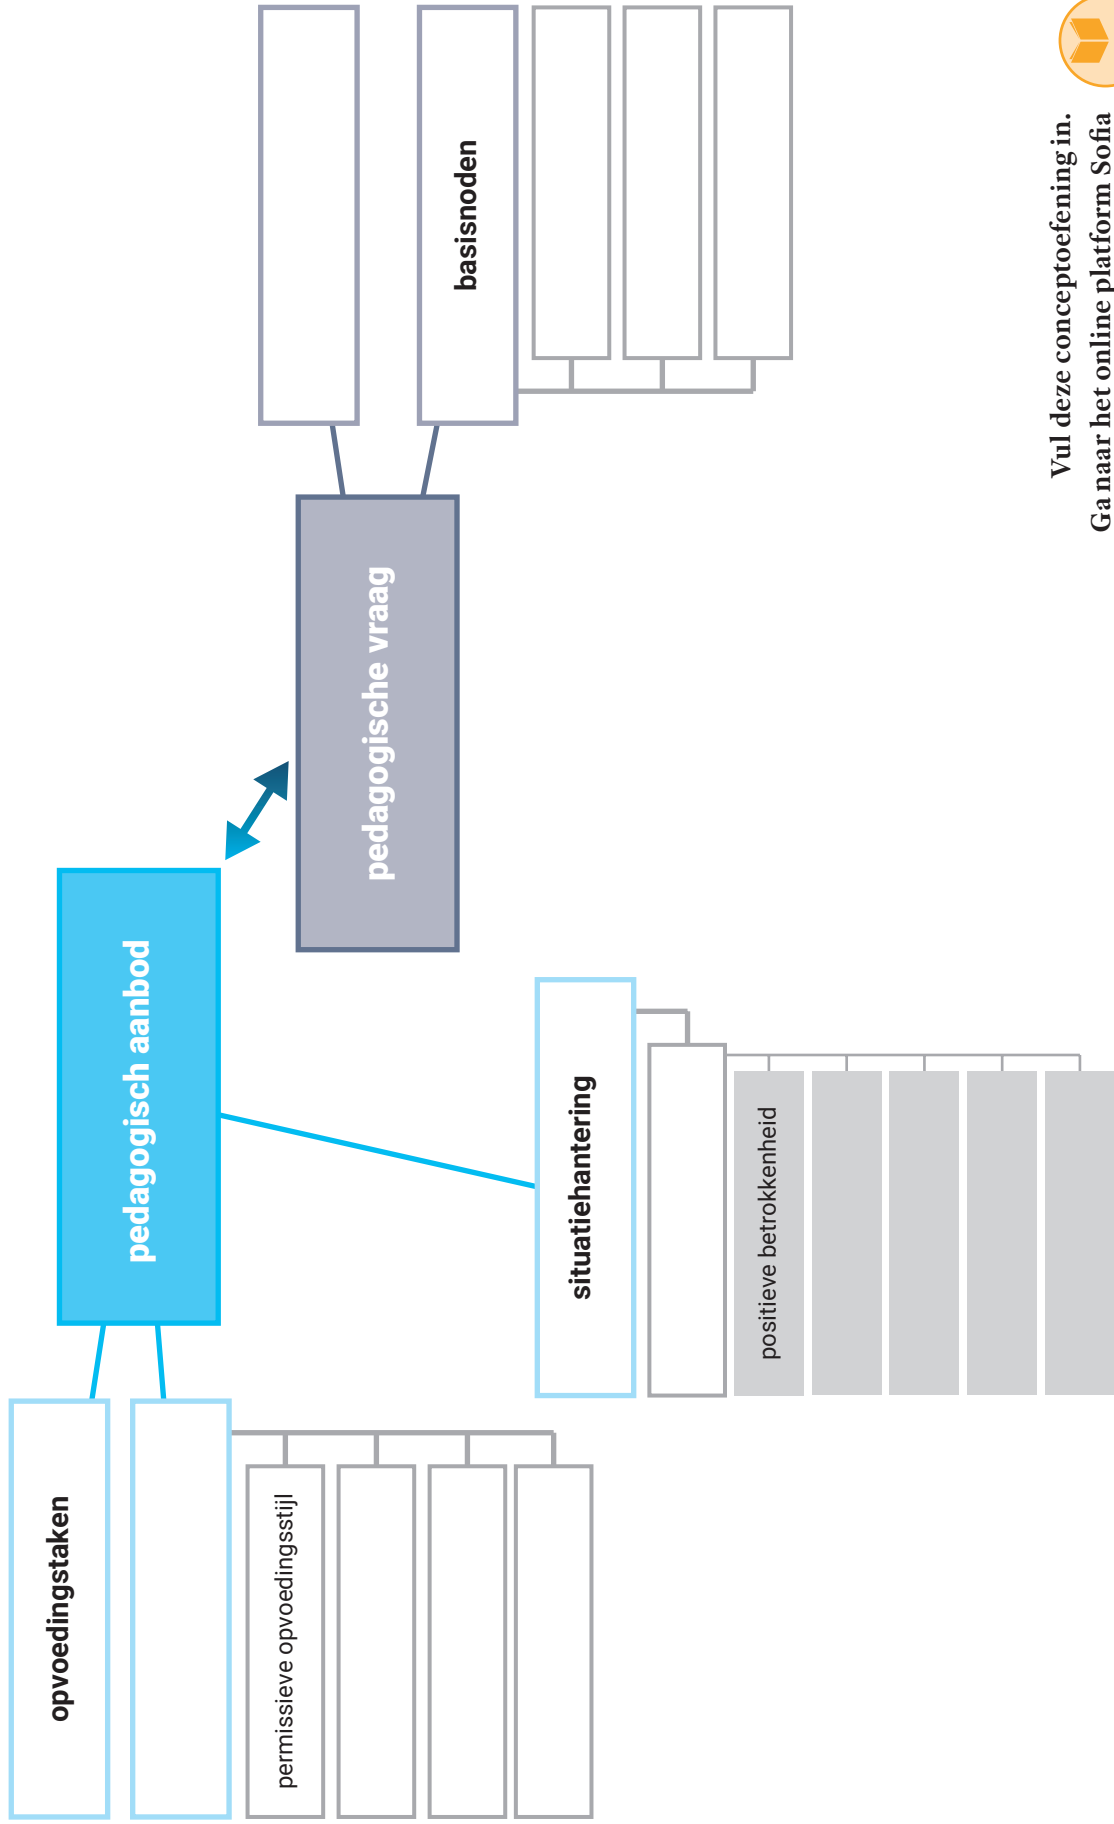 opvoedingstaken
permissieve opvoedingsstijl
pedagogisch aanbod
situatiehantering
positieve betrokkenheid
pedagogische vraag
basisnoden
Vul deze conceptoefening in.
Ga naar het online platform Sofia